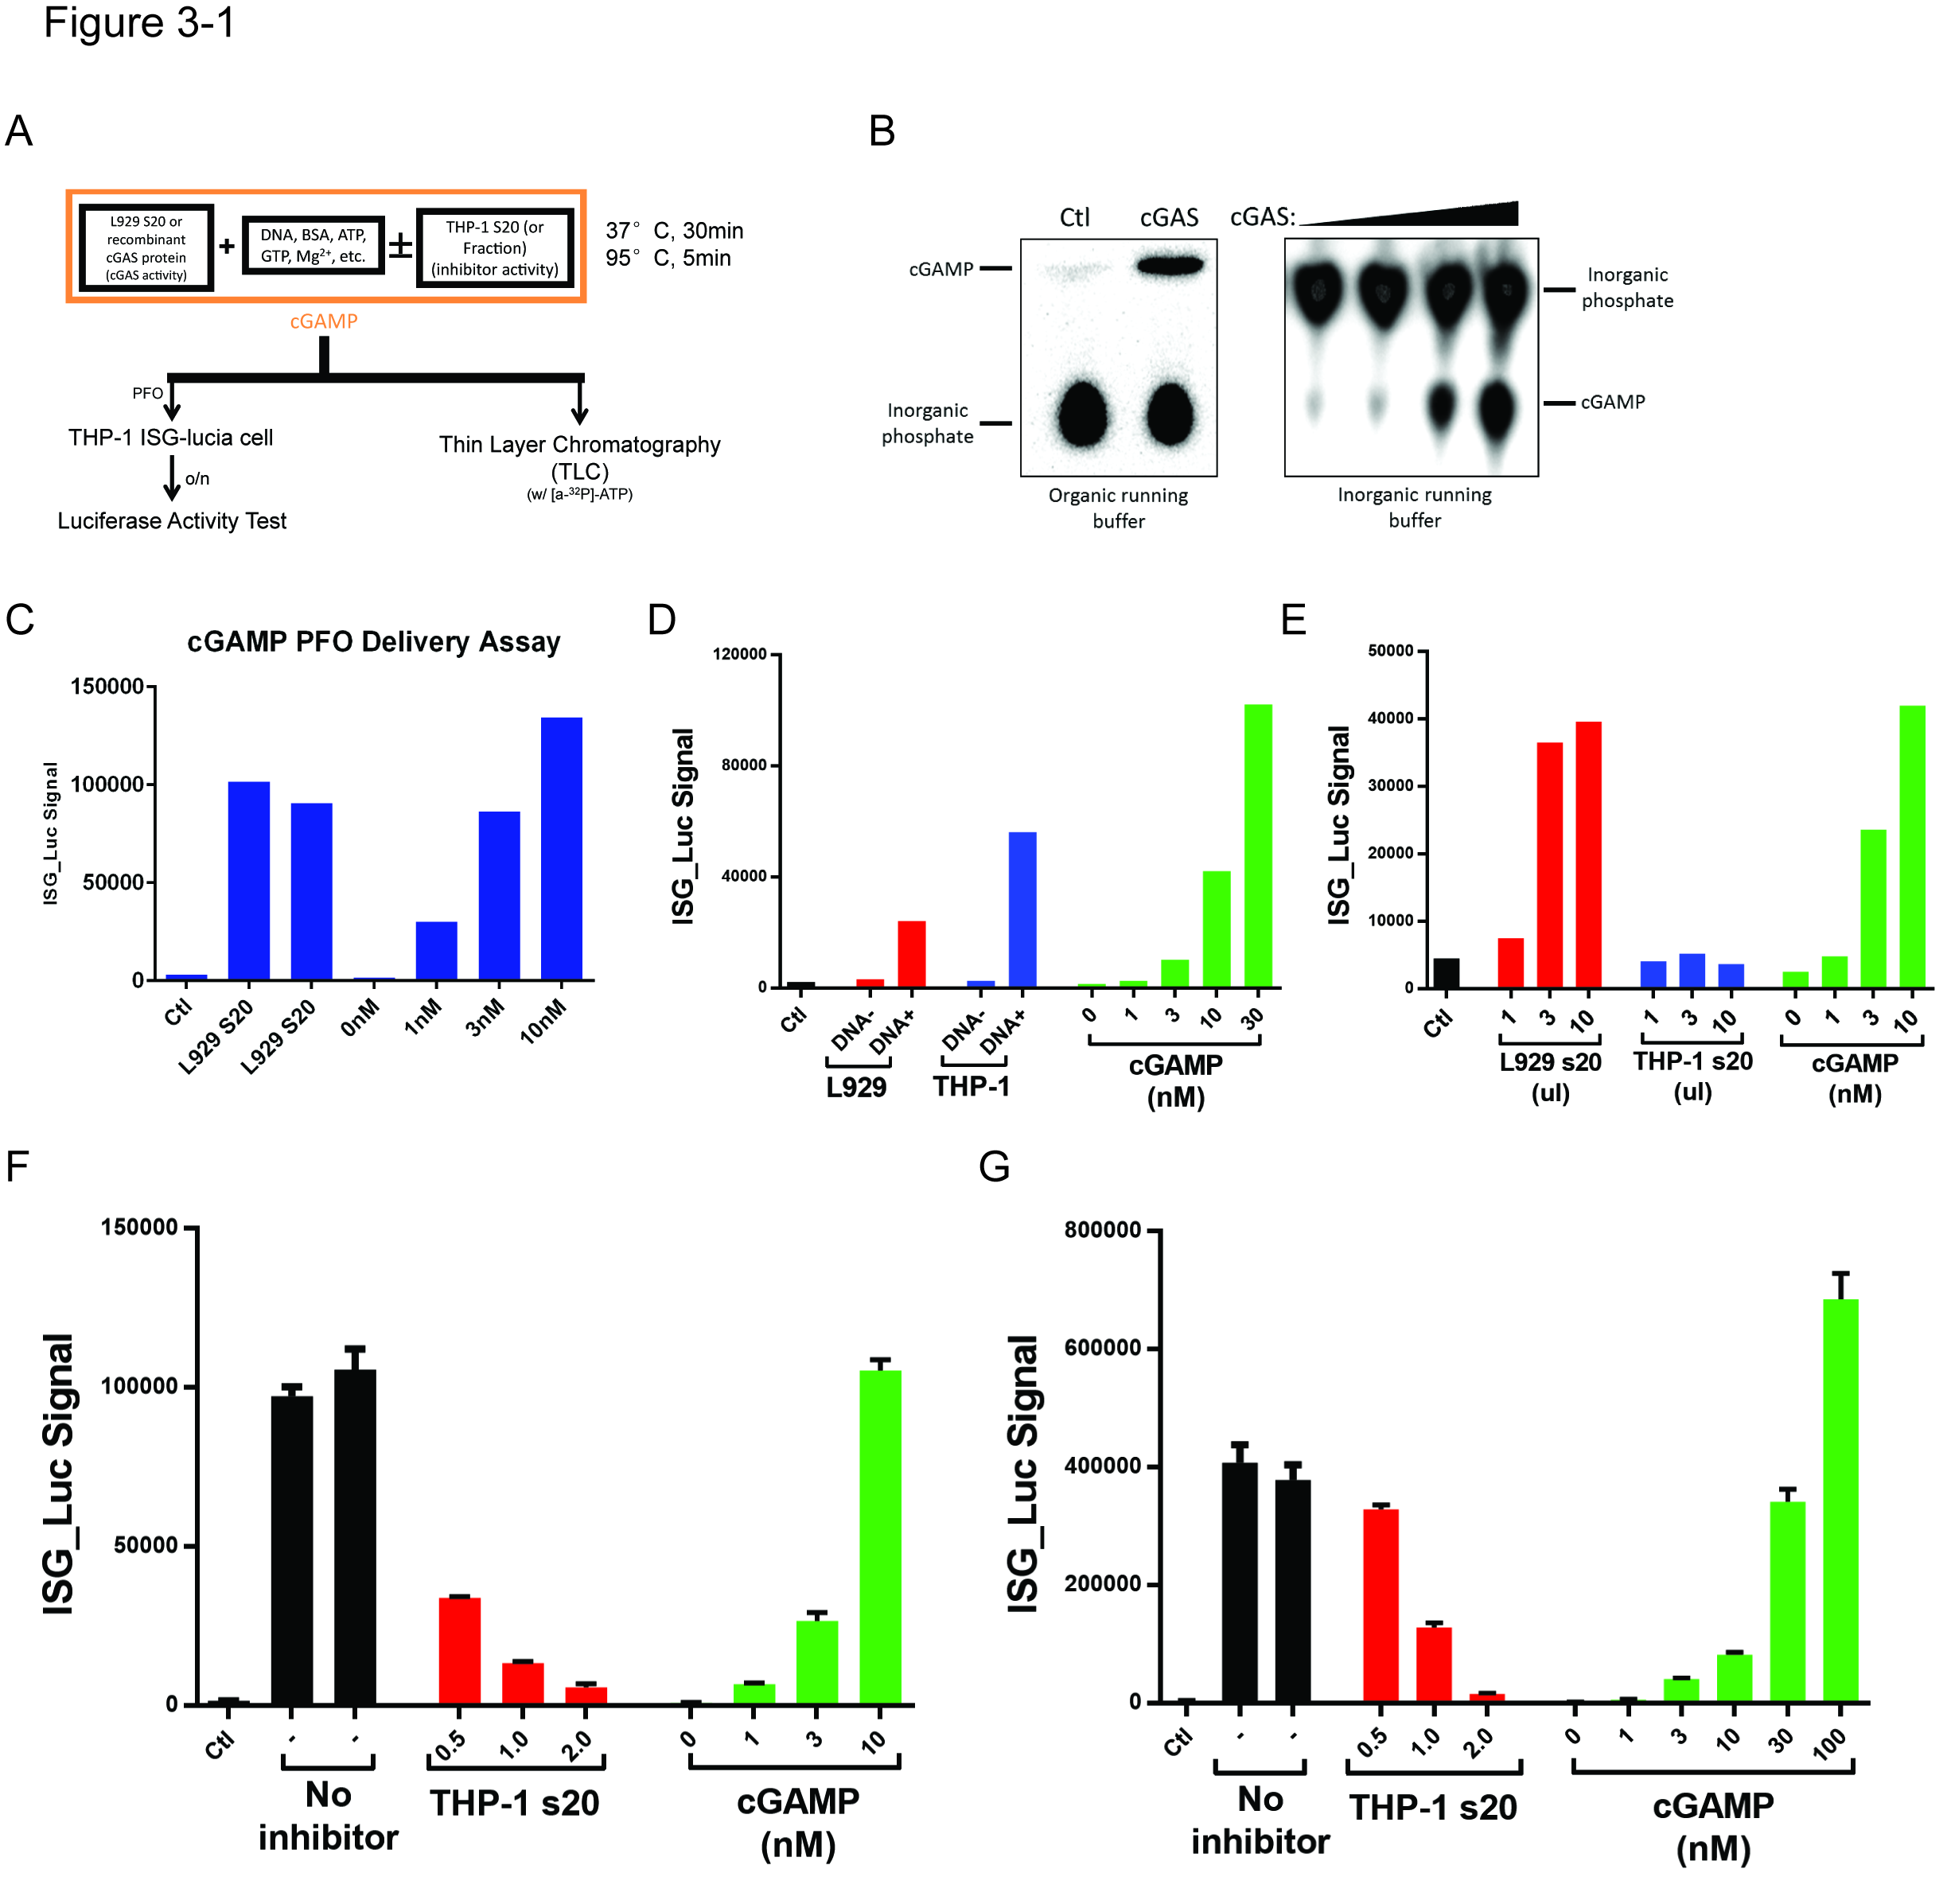 Figure 3-1
A
L929 S20 or
recombinant
cGAS protein
(cGAS activity)
+
DNA, BSA, ATP,
GTP, Mg²⁺, etc.
±
THP-1 S20 (or
Fraction)
(inhibitor activity)
37° C, 30min
95° C, 5min
cGAMP
PFO
THP-1 ISG-lucia cell
o/n
Luciferase Activity Test
Thin Layer Chromatography
(TLC)
(w/ [a-³²P]-ATP)
B
Ctl cGAS
cGAMP
Inorganic
phosphate
Organic running
buffer
cGAS:
Inorganic
phosphate
cGAMP
Inorganic running
buffer
C
cGAMP PFO Delivery Assay
ISG_Luc Signal
150000
100000
50000
0
Ctl L929 S20 L929 S20 0nM 1nM 3nM 10nM
D
ISG_Luc Signal
120000
80000
40000
0
Ctl DNA- DNA+ DNA- DNA+ 0 1 3 10 30
L929 THP-1 cGAMP
(nM)
E
ISG_Luc Signal
50000
40000
30000
20000
10000
0
Ctl 1 3 10 1 3 10 0 1 3 10
L929 s20 THP-1 s20 cGAMP
(ul) (ul) (nM)
F
ISG_Luc Signal
150000
100000
50000
0
Ctl - - 0.5 1.0 2.0 0 1 3 10
No THP-1 s20 cGAMP
inhibitor (nM)
G
ISG_Luc Signal
800000
600000
400000
200000
0
Ctl - - 0.5 1.0 2.0 0 1 3 10 30 100
No THP-1 s20 cGAMP
inhibitor (nM)